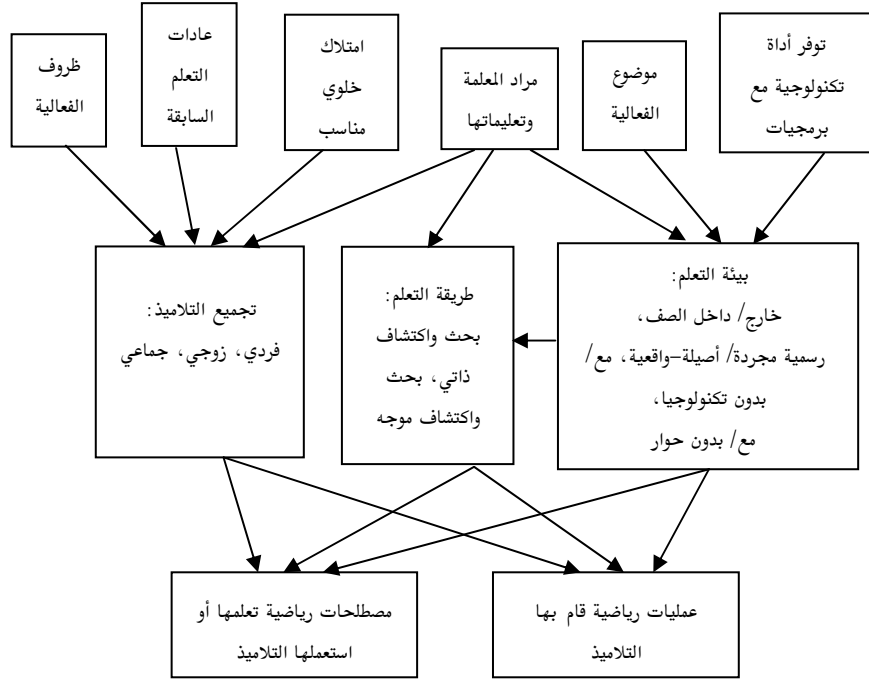 توفر أداة
تكنولوجية مع
برمجيات
موضوع
الفعالية
مراد المعلمة
وتعليماتها
امتلاك
خلوي
مناسب
عادات
التعلم
السابقة
ظروف
الفعالية
بيئة التعلم:
خارج/ داخل الصف،
رسمية مجردة/ أصيلة–واقعية، مع/
بدون تكنولوجيا،
مع/ بدون حوار
طريقة التعلم:
بحث واكتشاف
ذاتي، بحث
واكتشاف موجه
تجميع التلاميذ:
فردي، زوجي، جماعي
عمليات رياضية قام بها
التلاميذ
مصطلحات رياضية تعلمها أو
استعملها التلاميذ